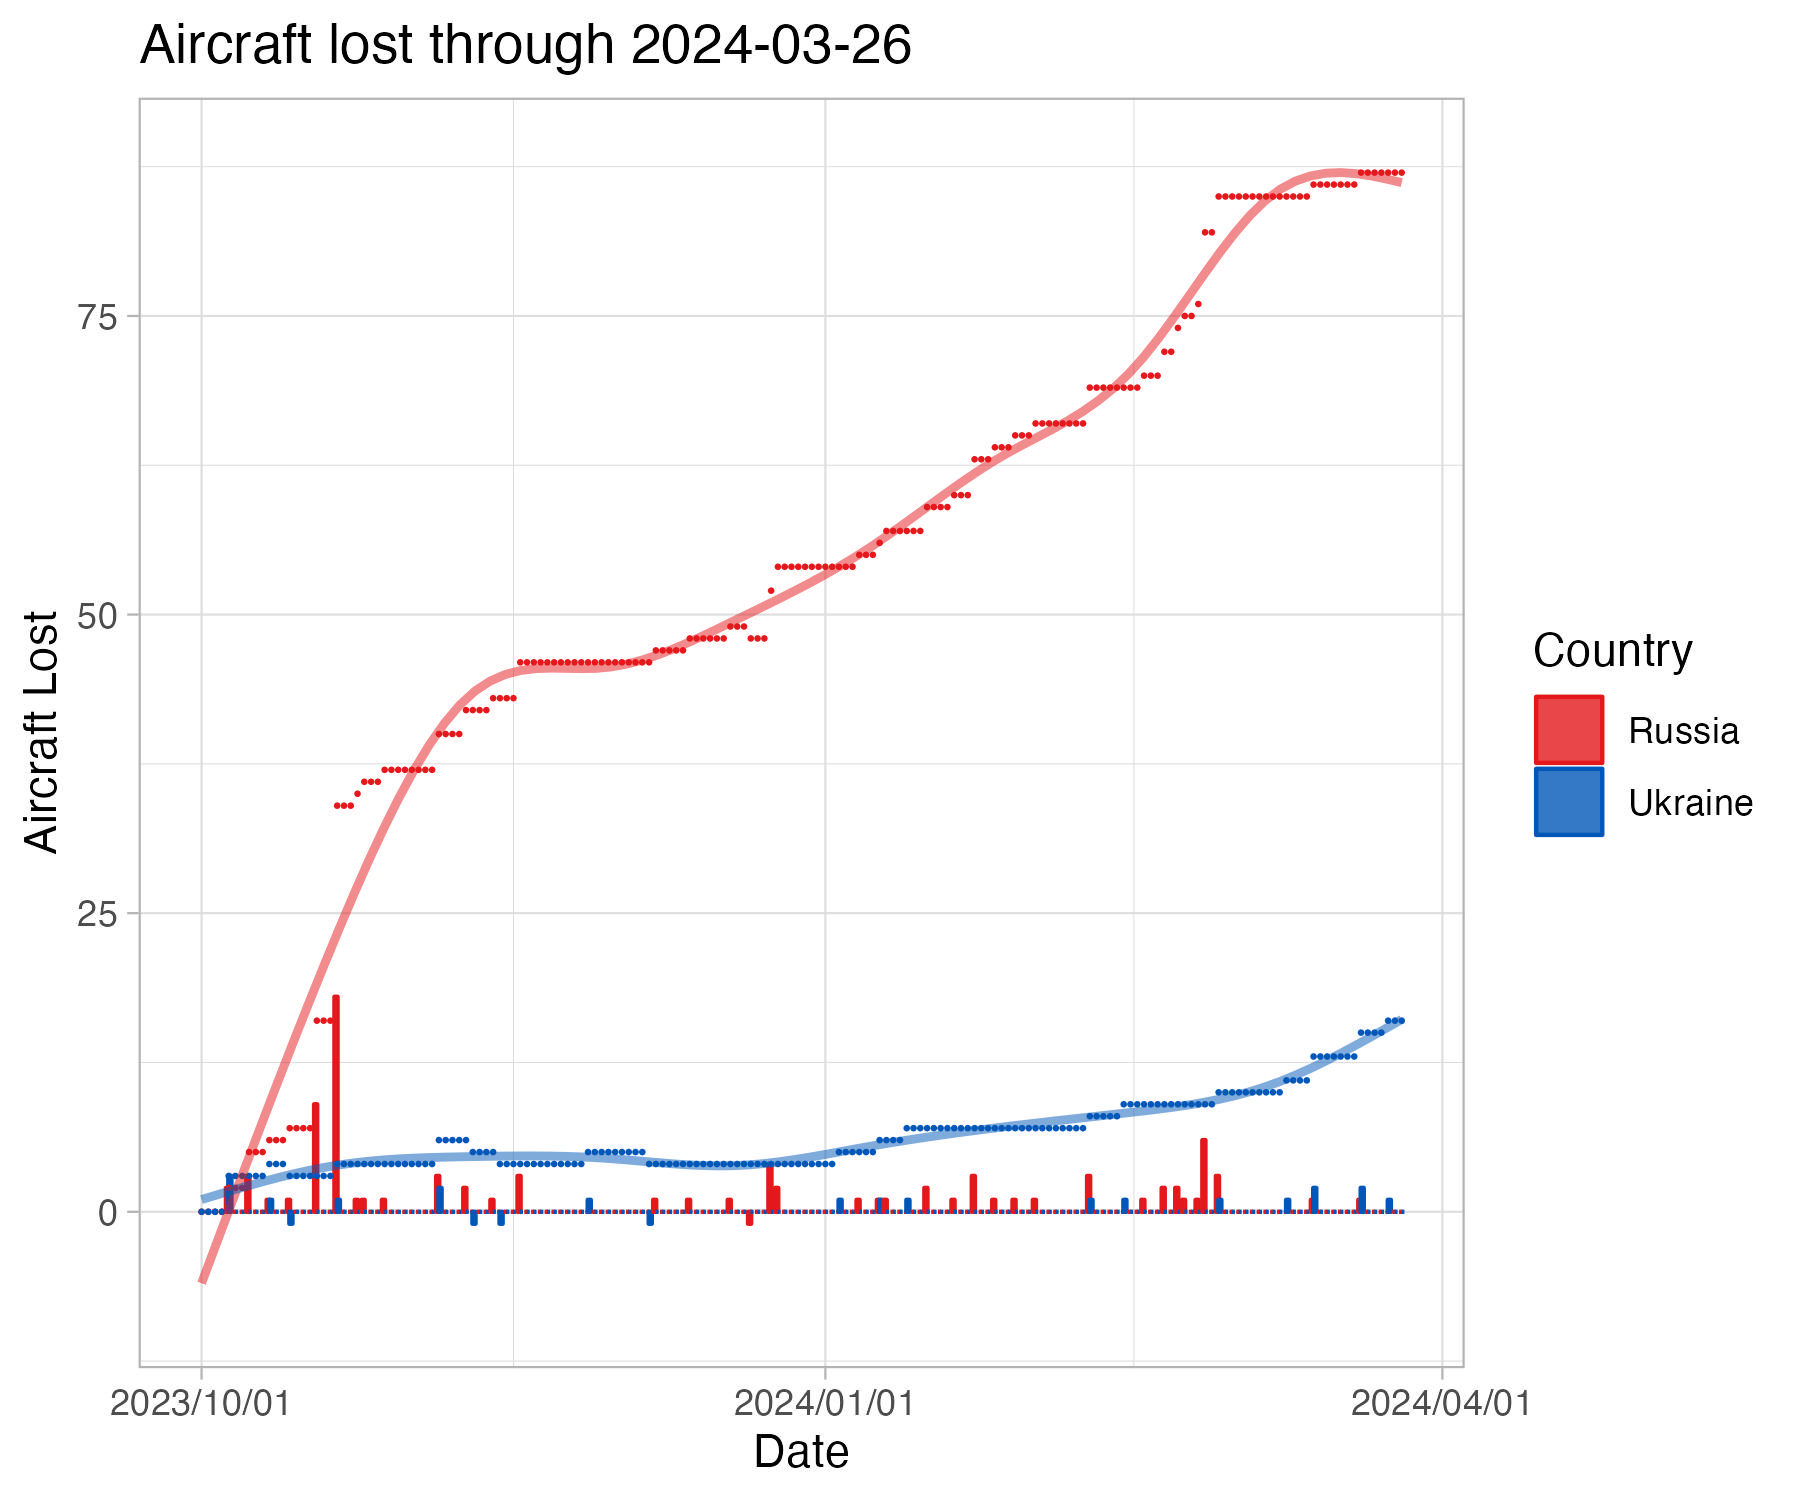 Aircraft lost through 2024-03-26
Aircraft Lost
75
50
25
0
2023/10/01
2024/01/01
2024/04/01
Date
Country
Russia
Ukraine